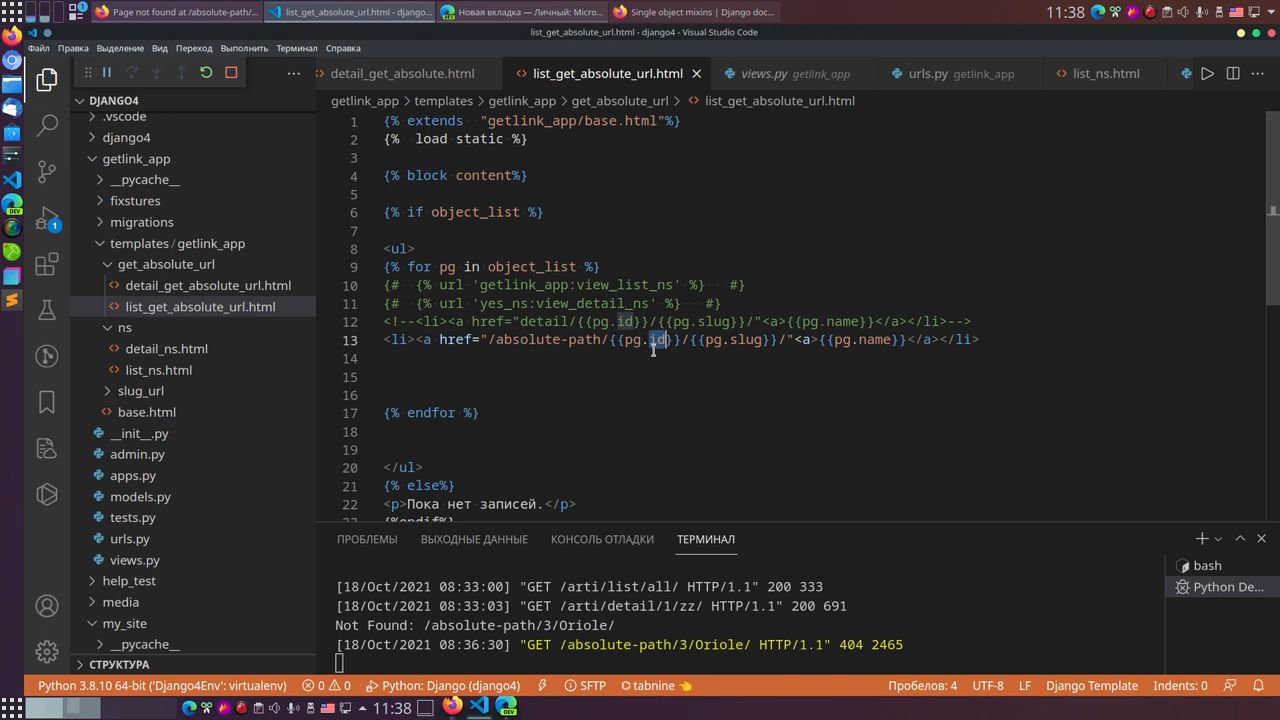 Page not found at /absolute-path/
list_get_absolute_url.html - django...
Новая вкладка — Личный: Micros...
Single object mixins | Django doc...
11:38
list_get_absolute_url.html - django4 - Visual Studio Code
Файл Правка Выделение Вид Переход Выполнить Терминал Справка
detail_get_absolute.html
list_get_absolute_url.html
views.py getlink_app
urls.py getlink_app
list_ns.html
DJANGO4
.vscode
django4
getlink_app
__pycache__
fixtures
migrations
templates / getlink_app
get_absolute_url
detail_get_absolute_url.html
list_get_absolute_url.html
ns
detail_ns.html
list_ns.html
slug_url
base.html
__init__.py
admin.py
apps.py
models.py
tests.py
urls.py
views.py
help_test
media
my_site
__pycache__
СТРУКТУРА
DEV
1
getlink_app > templates > getlink_app > get_absolute_url > list_get_absolute_url.html
1 {% extends "getlink_app/base.html"%}
2 {% load static %}
3
4 {% block content%}
5
6 {% if object_list %}
7
8 <ul>
9 {% for pg in object_list %}
10 {# {% url 'getlink_app:view_list_ns' %} #}
11 {# {% url 'yes_ns:view_detail_ns' %} #}
12 <!--<li><a href="detail/{{pg.id}}/{{pg.slug}}/"<a>{{pg.name}}</a></li>-->
13 <li><a href="/absolute-path/{{pg.id}}/{{pg.slug}}/"<a>{{pg.name}}</a></li>
14
15
16
17 {% endfor %}
18
19
20 </ul>
21 {% else%}
22 <p>Пока нет записей.</p>
23 {%endif%}
ПРОБЛЕМЫ ВЫХОДНЫЕ ДАННЫЕ КОНСОЛЬ ОТЛАДКИ ТЕРМИНАЛ
[18/Oct/2021 08:33:00] "GET /arti/list/all/ HTTP/1.1" 200 333
[18/Oct/2021 08:33:03] "GET /arti/detail/1/zz/ HTTP/1.1" 200 691
Not Found: /absolute-path/3/Oriole/
[18/Oct/2021 08:36:30] "GET /absolute-path/3/Oriole/ HTTP/1.1" 404 2465
bash
Python De...
Python 3.8.10 64-bit ('Django4Env': virtualenv) 0 0 Python: Django (django4) SFTP tabnine Пробелов: 4 UTF-8 LF Django Template Indents: 0
11:38